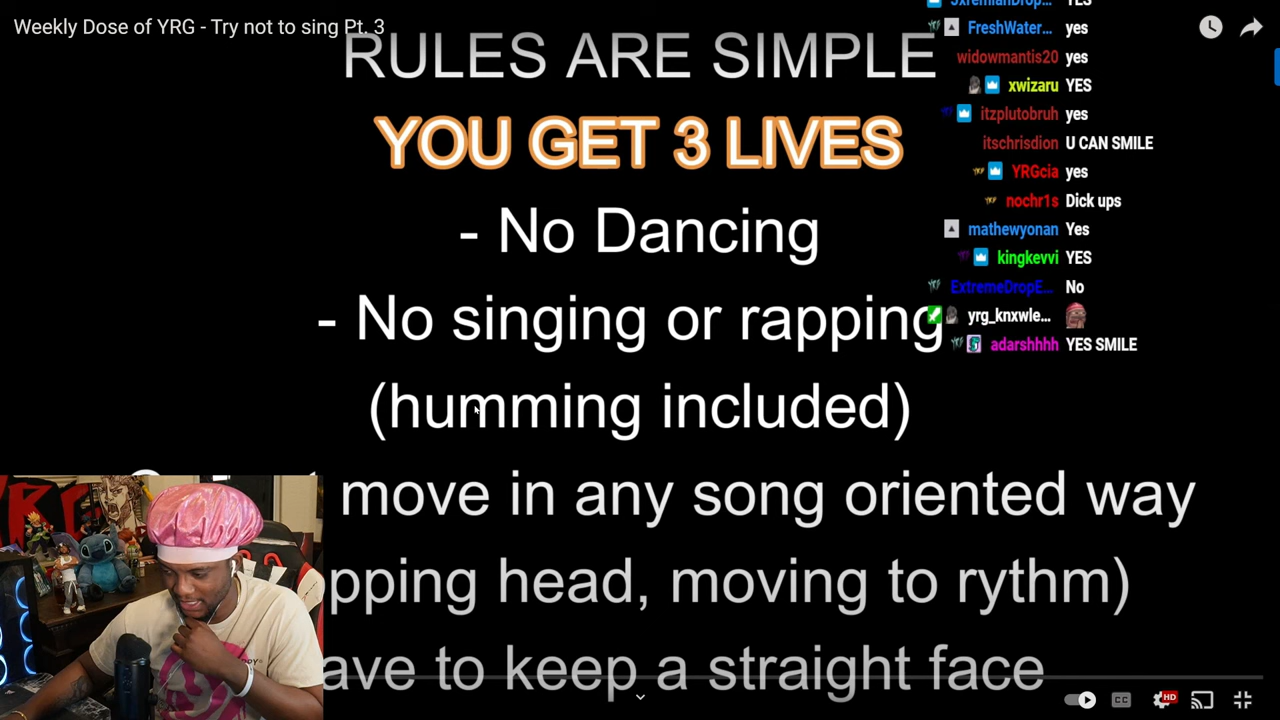 Weekly Dose of YRG - Try not to sing Pt. 3
RULES ARE SIMPLE
YOU GET 3 LIVES
- No Dancing
- No singing or rapping
(humming included)
move in any song oriented way
pping head, moving to rythm)
ave to keep a straight face
YES
FreshWater... yes
widowmantis20 yes
xwizaru YES
itzplutobruh yes
itschrisdion U CAN SMILE
YRGcia yes
nochr1s Dick ups
mathewyonan Yes
kingkevvi YES
ExtremeDropE... No
yrg_knxwle...
adarshhhh YES SMILE
HD
CC